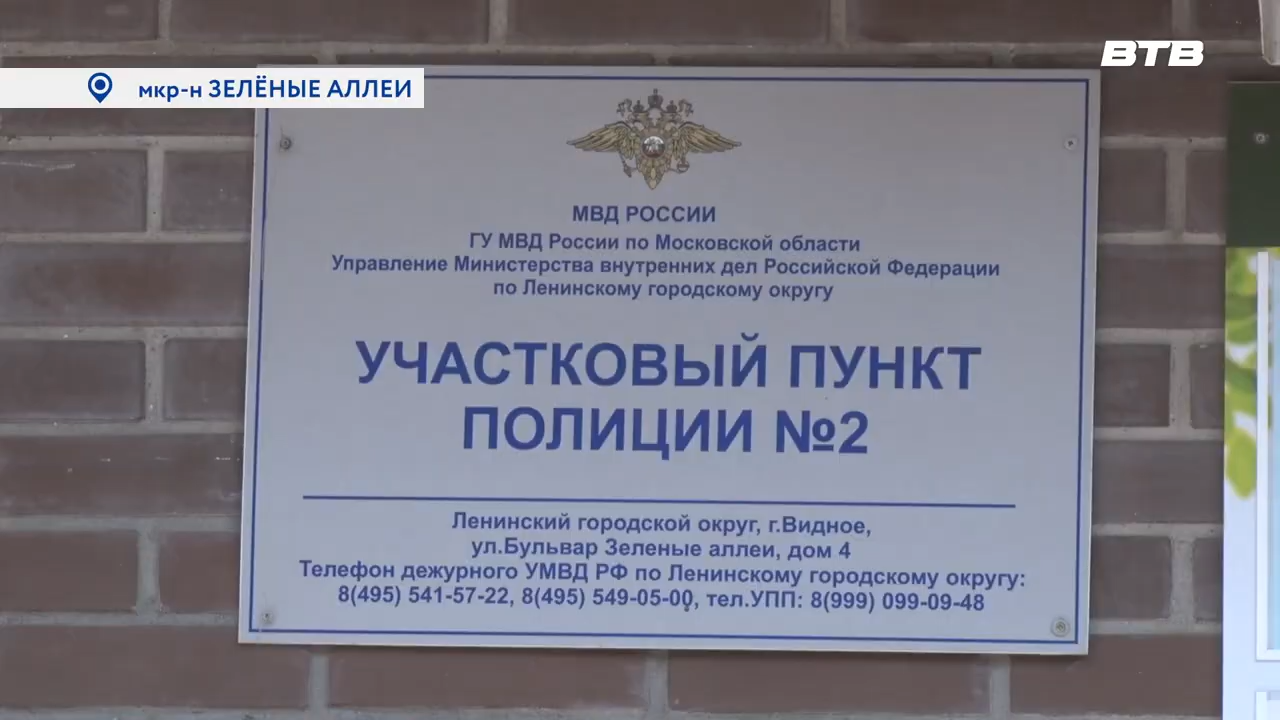 ВТВ
мкр-н ЗЕЛЁНЫЕ АЛЛЕИ
МВД РОССИИ
ГУ МВД России по Московской области
Управление Министерства внутренних дел Российской Федерации
по Ленинскому городскому округу
УЧАСТКОВЫЙ ПУНКТ
ПОЛИЦИИ №2
Ленинский городской округ, г.Видное,
ул.Бульвар Зеленые аллеи, дом 4
Телефон дежурного УМВД РФ по Ленинскому городскому округу:
8(495) 541-57-22, 8(495) 549-05-00, тел.УПП: 8(999) 099-09-48